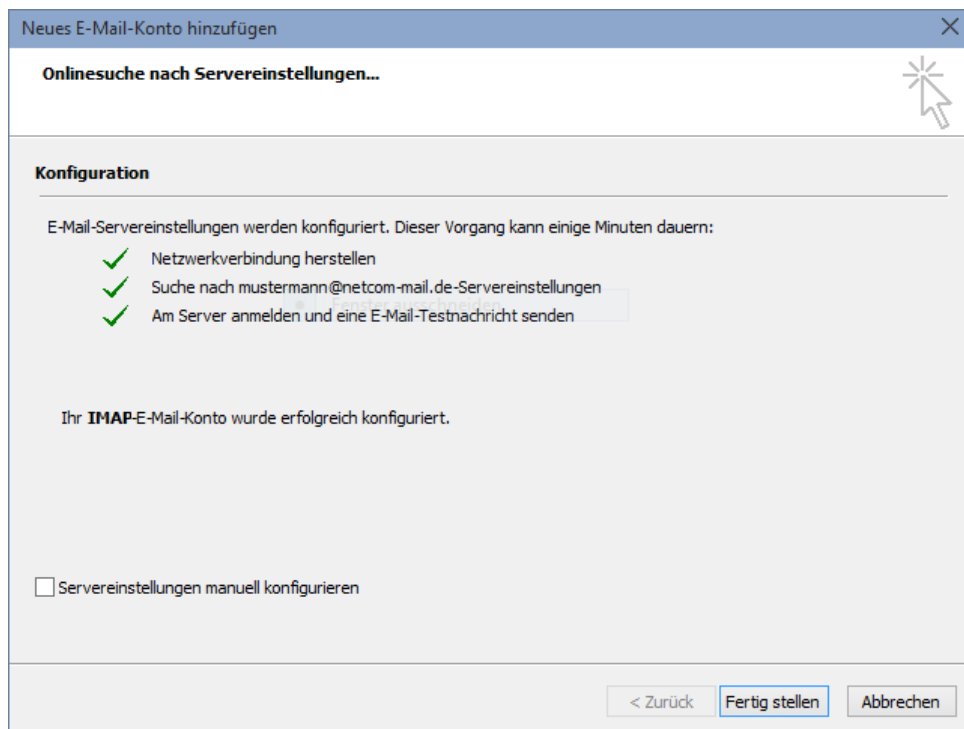 Neues E-Mail-Konto hinzufügen
Onlinesuche nach Servereinstellungen...
Konfiguration
E-Mail-Servereinstellungen werden konfiguriert. Dieser Vorgang kann einige Minuten dauern:
Netzwerkverbindung herstellen
Suche nach mustermann@netcom-mail.de-Servereinstellungen
Fenster ausschneiden
Am Server anmelden und eine E-Mail-Testnachricht senden
Ihr IMAP-E-Mail-Konto wurde erfolgreich konfiguriert.
Servereinstellungen manuell konfigurieren
< Zurück
Fertig stellen
Abbrechen